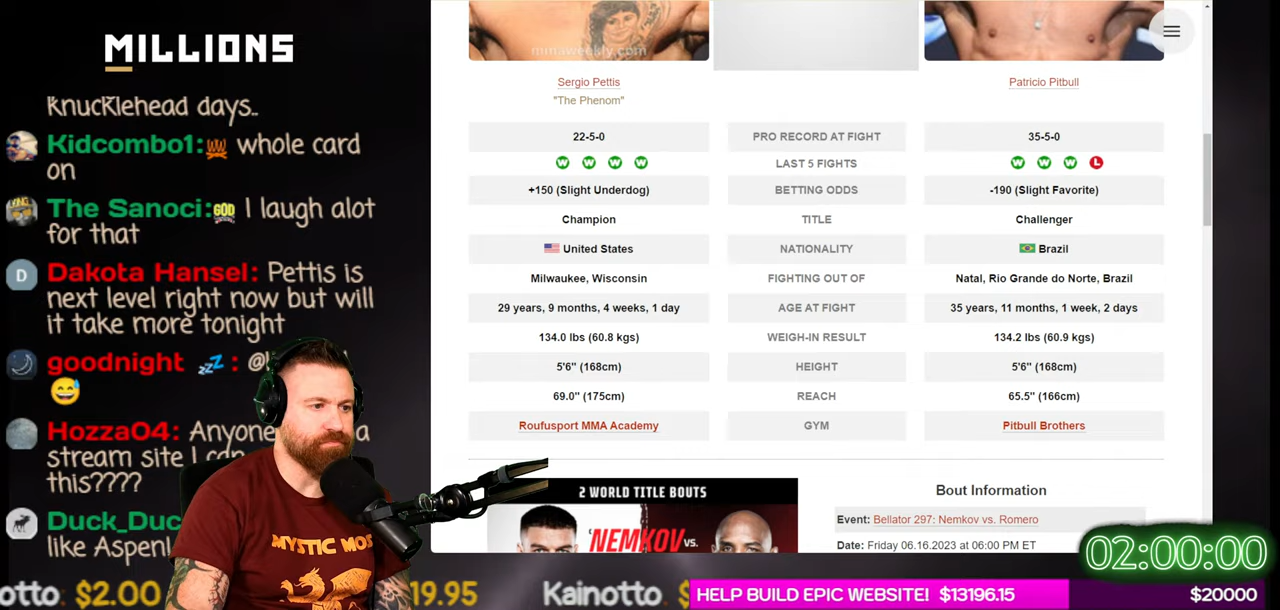 MILLIONS
Knucklehead days..
Kidcombo1: whole card
on
The Sanoci: I laugh alot
for that
Dakota Hansel: Pettis is
next level right now but will
it take more tonight
goodnight 💤 : @
😅
Hozza04: Anyone a
stream site I can
this????
Duck_Duc
like Aspen
MYSTIC MO
mmaweekly.com
Sergio Pettis
"The Phenom"
Patricio Pitbull
22-5-0 PRO RECORD AT FIGHT 35-5-0
W W W W LAST 5 FIGHTS W W W L
+150 (Slight Underdog) BETTING ODDS -190 (Slight Favorite)
Champion TITLE Challenger
United States NATIONALITY Brazil
Milwaukee, Wisconsin FIGHTING OUT OF Natal, Rio Grande do Norte, Brazil
29 years, 9 months, 4 weeks, 1 day AGE AT FIGHT 35 years, 11 months, 1 week, 2 days
134.0 lbs (60.8 kgs) WEIGH-IN RESULT 134.2 lbs (60.9 kgs)
5'6" (168cm) HEIGHT 5'6" (168cm)
69.0" (175cm) REACH 65.5" (166cm)
Roufusport MMA Academy GYM Pitbull Brothers
2 WORLD TITLE BOUTS
NEMKOV VS.
Bout Information
Event: Bellator 297: Nemkov vs. Romero
Date: Friday 06.16.2023 at 06:00 PM ET
02:00:00
otto: $2.00 19.95 Kainotto: $
HELP BUILD EPIC WEBSITE! $13196.15 $20000